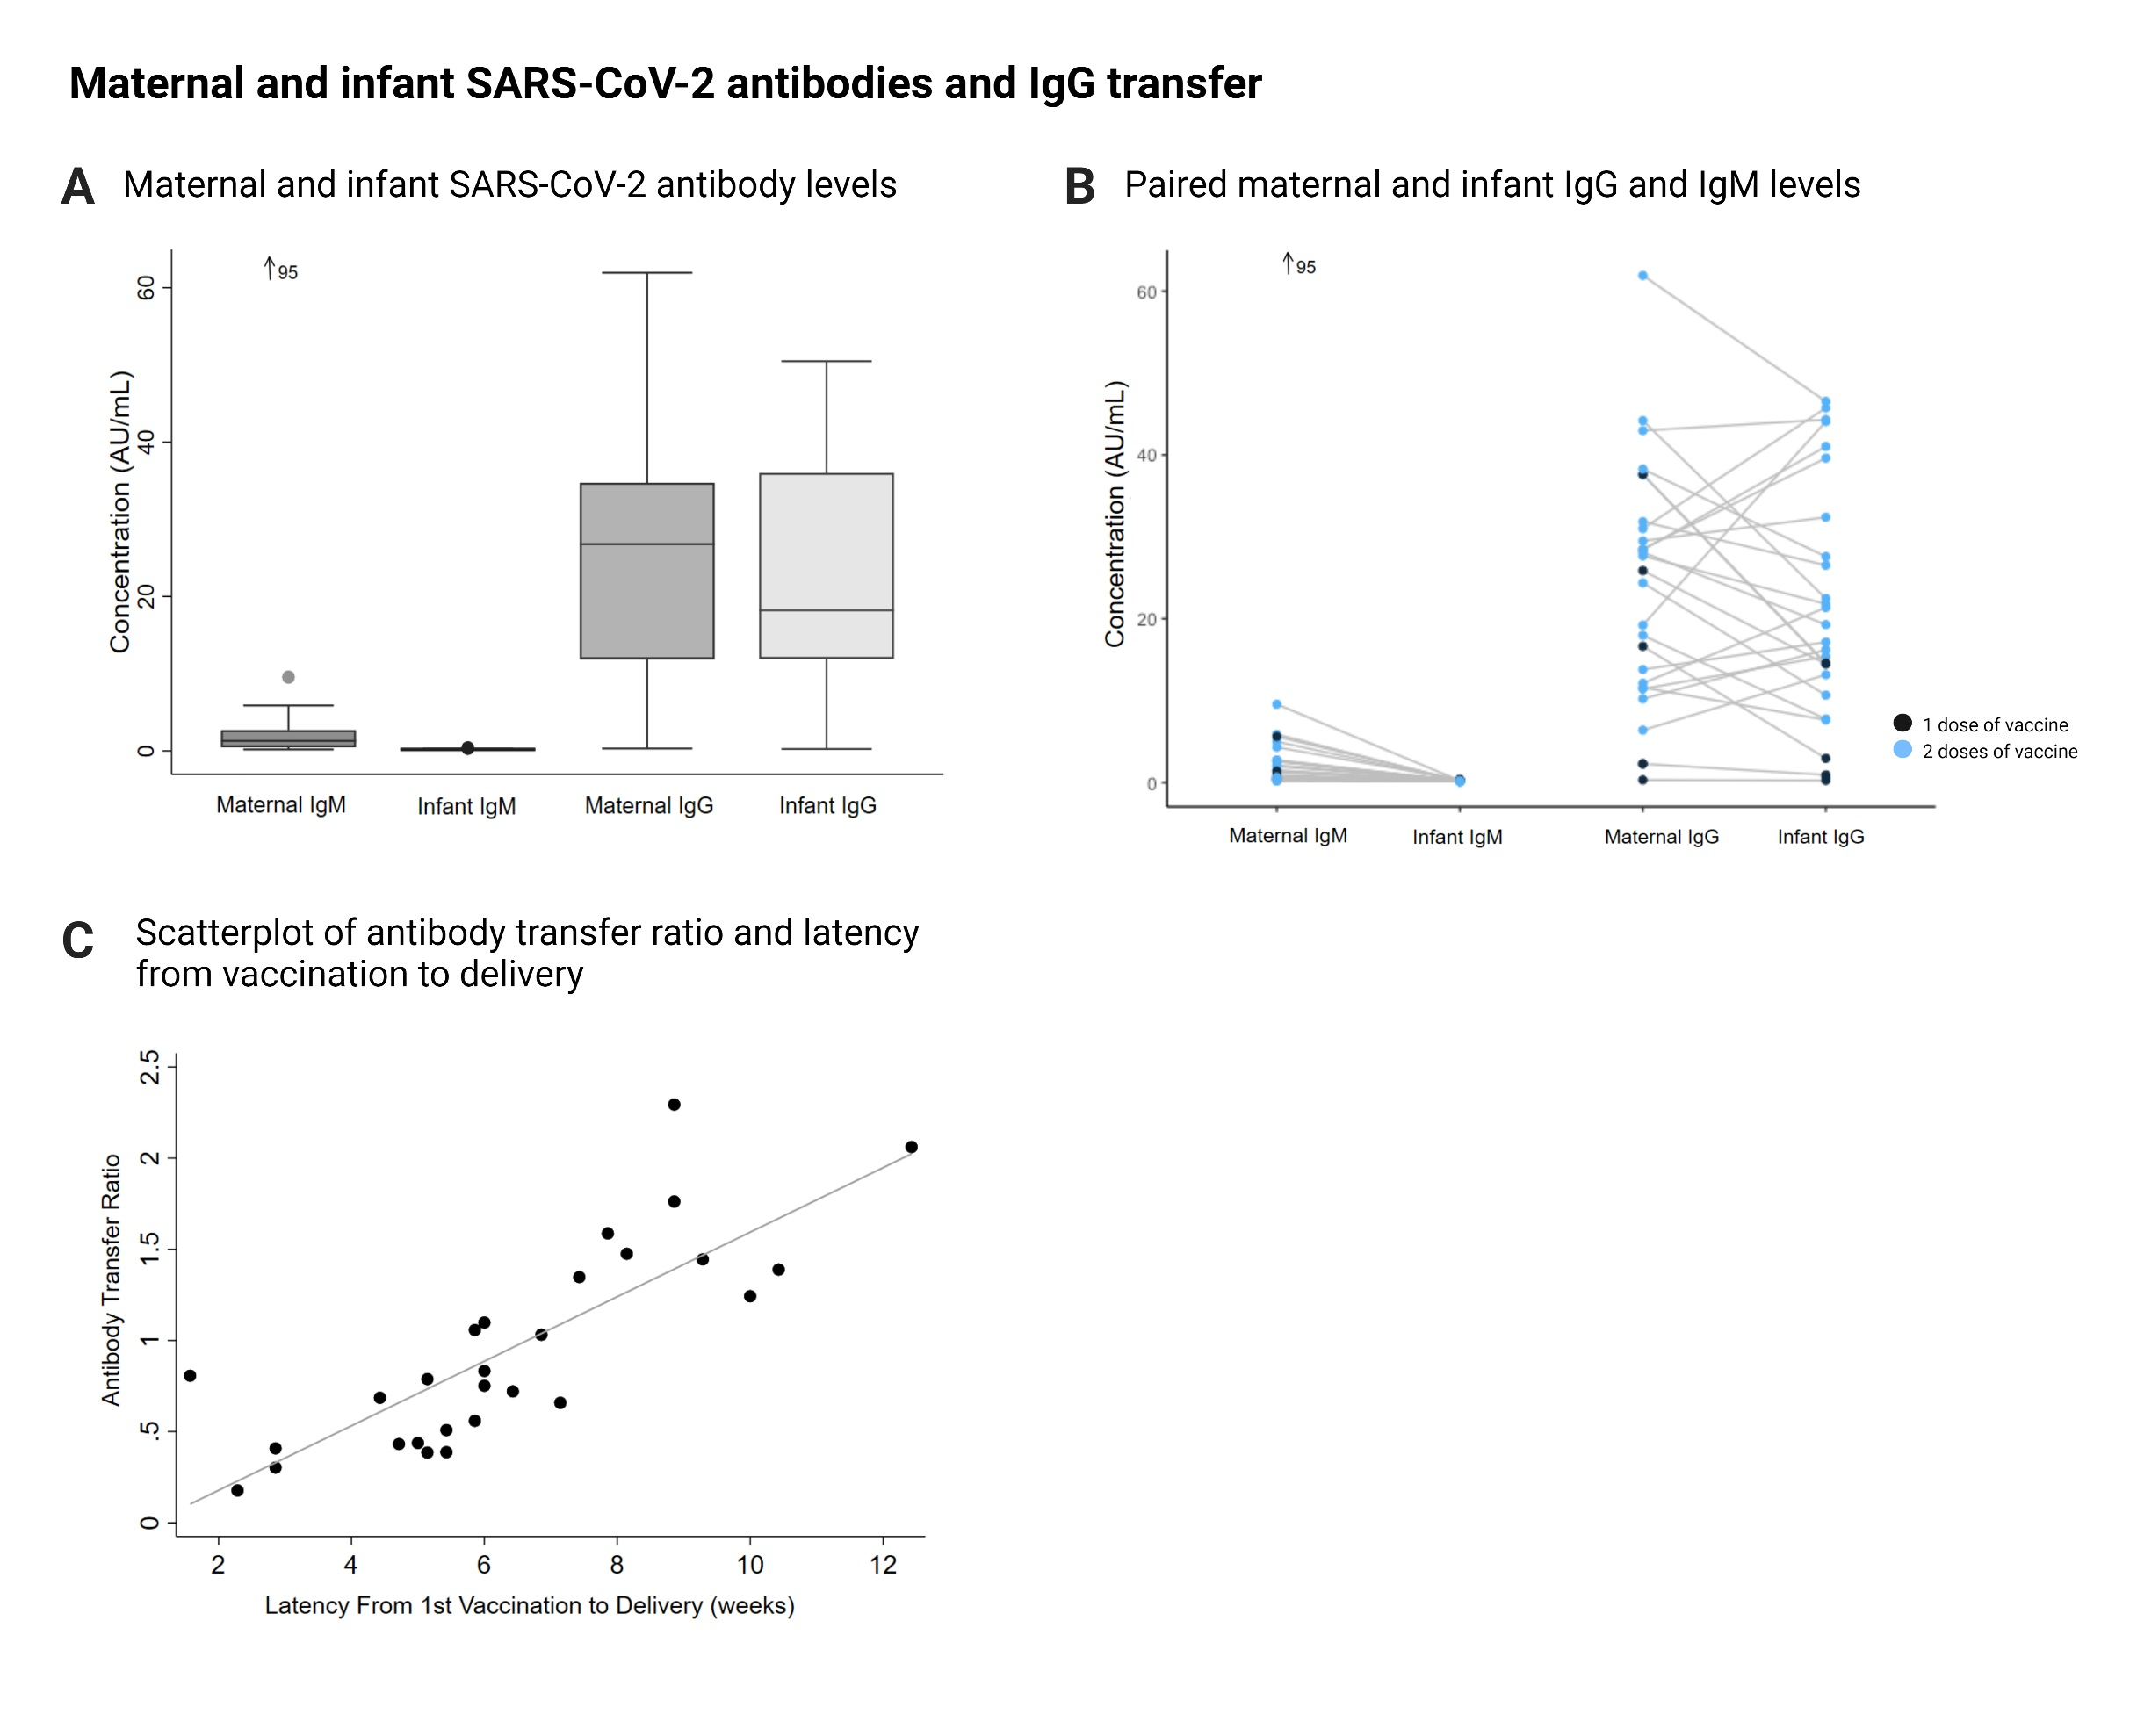 Maternal and infant SARS-CoV-2 antibodies and IgG transfer
A Maternal and infant SARS-CoV-2 antibody levels
↑95
Concentration (AU/mL)
60
40
20
0
Maternal IgM Infant IgM Maternal IgG Infant IgG
B Paired maternal and infant IgG and IgM levels
↑95
Concentration (AU/mL)
60
40
20
0
Maternal IgM Infant IgM Maternal IgG Infant IgG
1 dose of vaccine
2 doses of vaccine
C Scatterplot of antibody transfer ratio and latency
from vaccination to delivery
Antibody Transfer Ratio
2.5
2
1.5
1
.5
0
2 4 6 8 10 12
Latency From 1st Vaccination to Delivery (weeks)